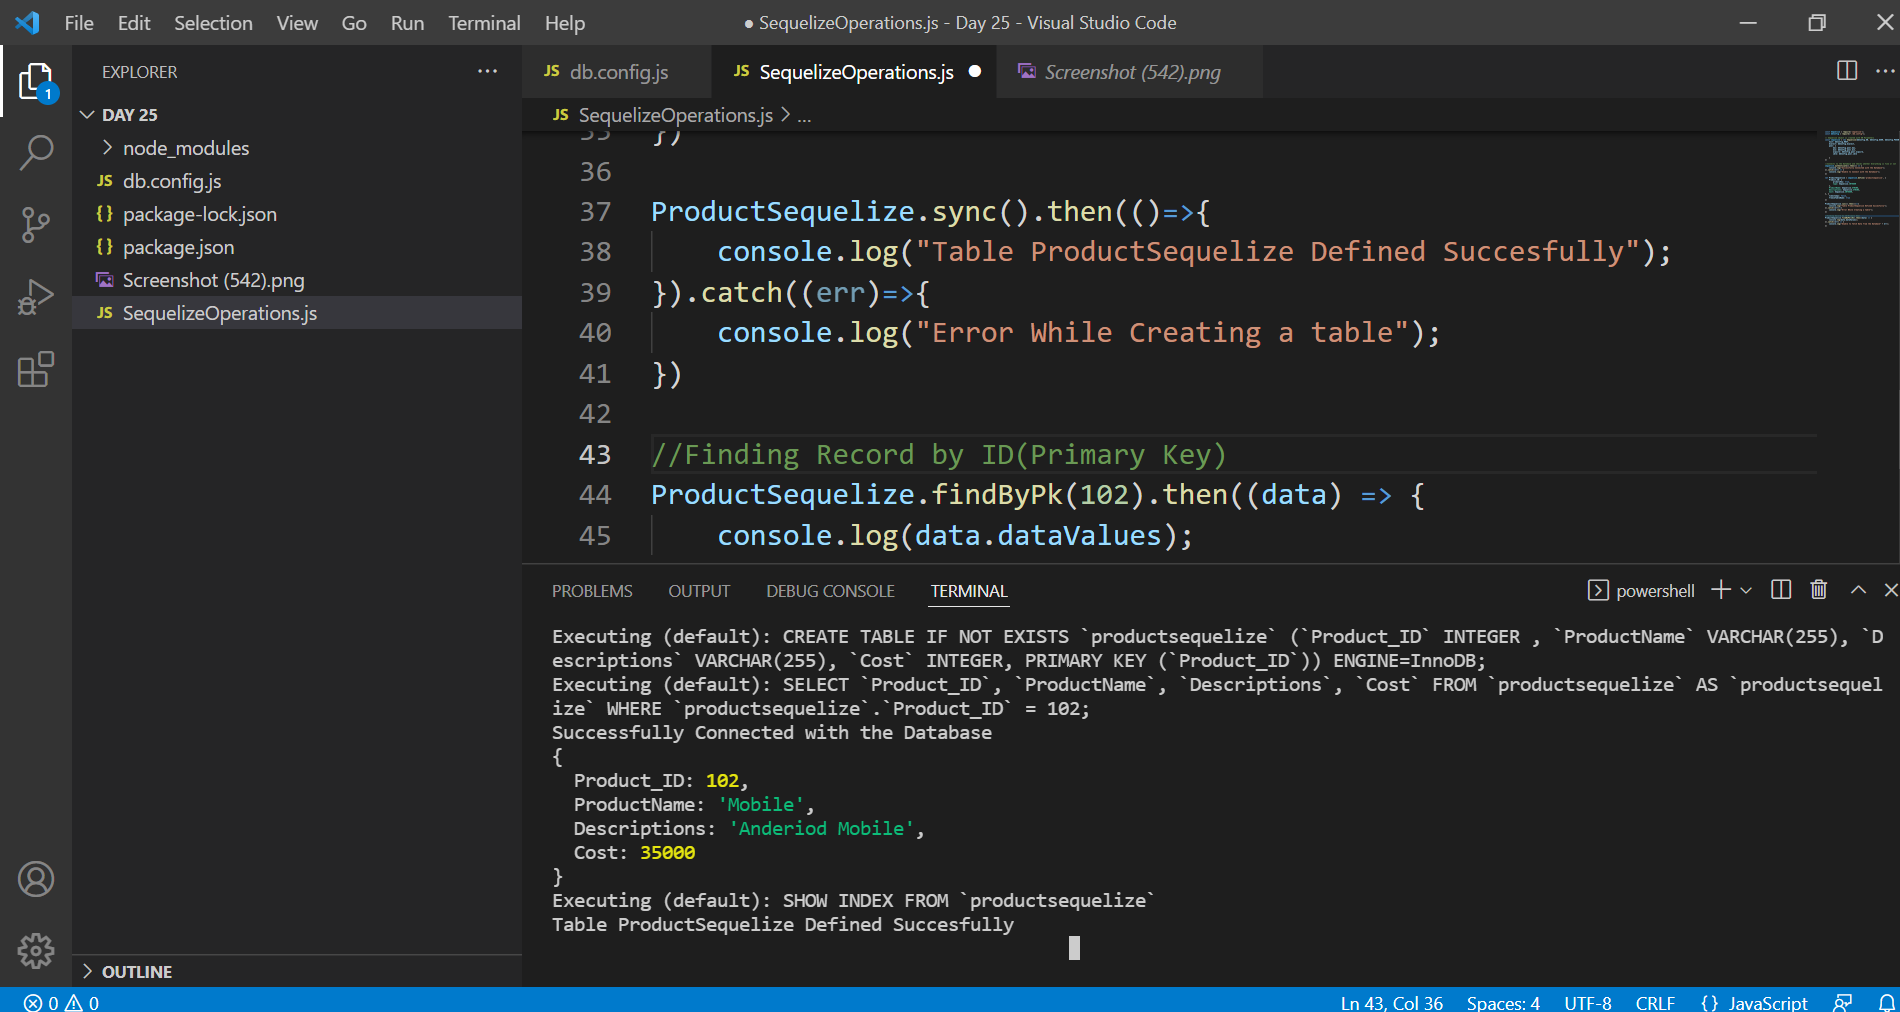 File Edit Selection View Go Run Terminal Help
● SequelizeOperations.js - Day 25 - Visual Studio Code
EXPLORER
DAY 25
node_modules
JS db.config.js
{} package-lock.json
{} package.json
Screenshot (542).png
JS SequelizeOperations.js
OUTLINE
1
JS db.config.js
JS SequelizeOperations.js ●
Screenshot (542).png
JS SequelizeOperations.js > ...
35 })
36
37 ProductSequelize.sync().then(()=>{
38 console.log("Table ProductSequelize Defined Succesfully");
39 }).catch((err)=>{
40 console.log("Error While Creating a table");
41 })
42
43 //Finding Record by ID(Primary Key)
44 ProductSequelize.findByPk(102).then((data) => {
45 console.log(data.dataValues);
PROBLEMS OUTPUT DEBUG CONSOLE TERMINAL
powershell
Executing (default): CREATE TABLE IF NOT EXISTS `productsequelize` (`Product_ID` INTEGER , `ProductName` VARCHAR(255), `D
escriptions` VARCHAR(255), `Cost` INTEGER, PRIMARY KEY (`Product_ID`)) ENGINE=InnoDB;
Executing (default): SELECT `Product_ID`, `ProductName`, `Descriptions`, `Cost` FROM `productsequelize` AS `productsequel
ize` WHERE `productsequelize`.`Product_ID` = 102;
Successfully Connected with the Database
{
Product_ID: 102,
ProductName: 'Mobile',
Descriptions: 'Anderiod Mobile',
Cost: 35000
}
Executing (default): SHOW INDEX FROM `productsequelize`
Table ProductSequelize Defined Succesfully
0 0
Ln 43, Col 36 Spaces: 4 UTF-8 CRLF {} JavaScript